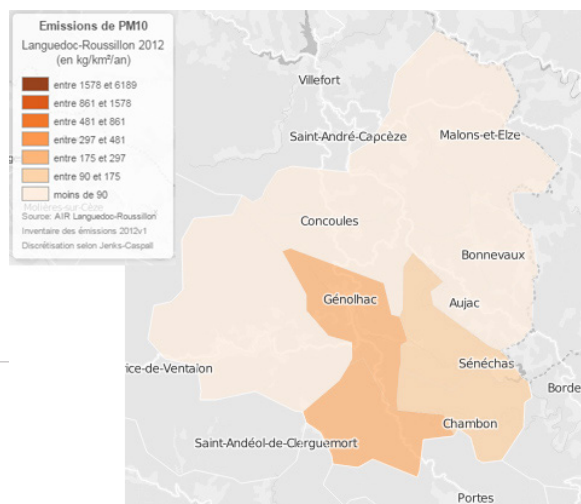 Emissions de PM10
Languedoc-Roussillon 2012
(en kg/km²/an)
entre 1578 et 6189
entre 861 et 1578
entre 481 et 861
entre 297 et 481
entre 175 et 297
entre 90 et 175
moins de 90
Molières-sur-Cèze
Source: AIR Languedoc-Roussillon
Inventaire des émissions 2012v1
Discrétisation selon Jenks-Caspall
Villefort
Saint-André-Capcèze
Malons-et-Elze
Concoules
Bonnevaux
Génolhac
Aujac
Sénéchas
rice-de-Ventalon
Borde
Chambon
Saint-Andéol-de-Clerguemort
Portes